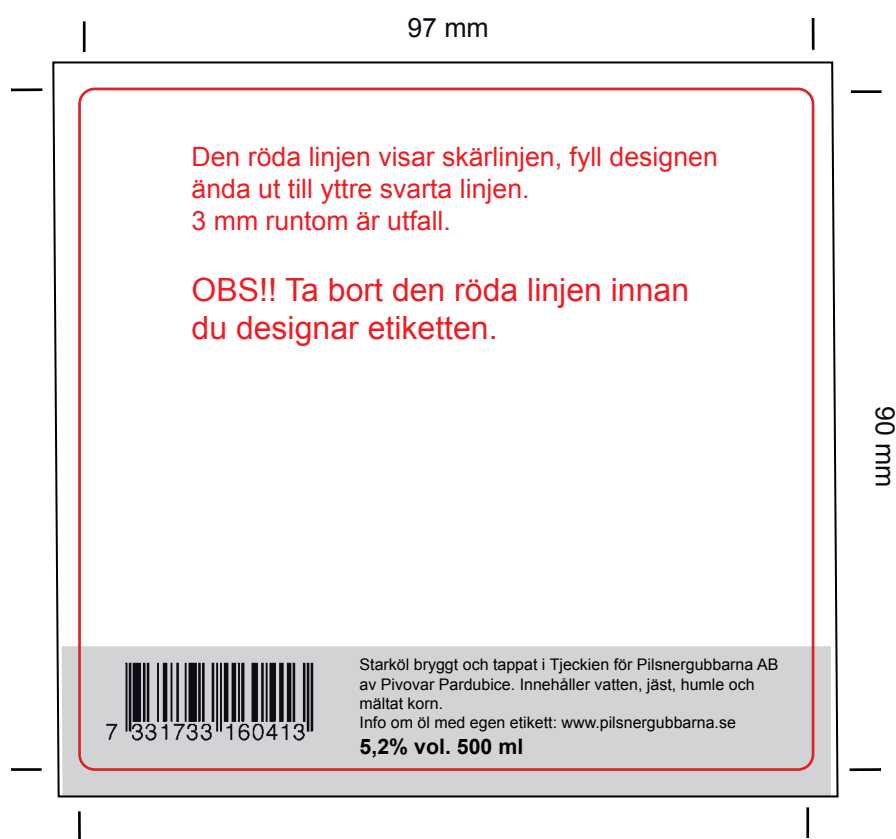 97 mm
Den röda linjen visar skärlinjen, fyll designen
ända ut till yttre svarta linjen.
3 mm runtom är utfall.
OBS!! Ta bort den röda linjen innan
du designar etiketten.
90 mm
Starköl bryggt och tappat i Tjeckien för Pilsnergubbarna AB
av Pivovar Pardubice. Innehåller vatten, jäst, humle och
mältat korn.
Info om öl med egen etikett: www.pilsnergubbarna.se
5,2% vol. 500 ml
7 331733 160413